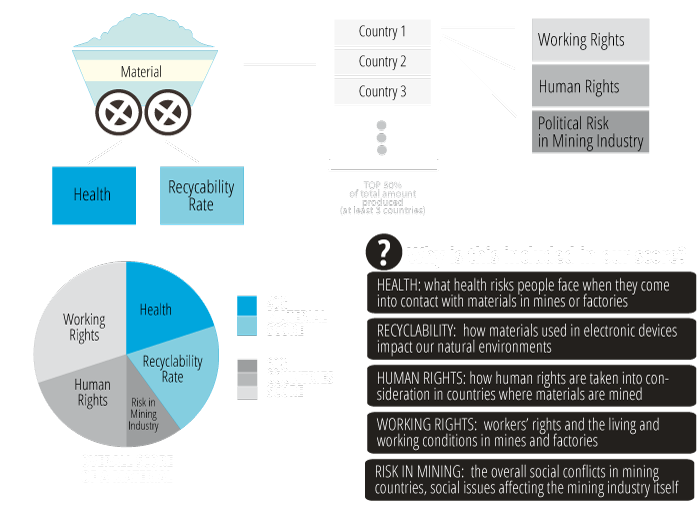 Material
Country 1
Country 2
Country 3
Working Rights
Human Rights
Political Risk
in Mining Industry
Health
Recycability
Rate
TOP 80%
of total amount
produced
(at least 3 countries)
Working
Rights
Health
Human
Rights
Recyclability
Rate
Risk in
Mining
Industry
?
HEALTH: what health risks people face when they come
into contact with materials in mines or factories
RECYCLABILITY: how materials used in electronic devices
impact our natural environments
HUMAN RIGHTS: how human rights are taken into con-
sideration in countries where materials are mined
WORKING RIGHTS: workers' rights and the living and
working conditions in mines and factories
RISK IN MINING: the overall social conflicts in mining
countries, social issues affecting the mining industry itself